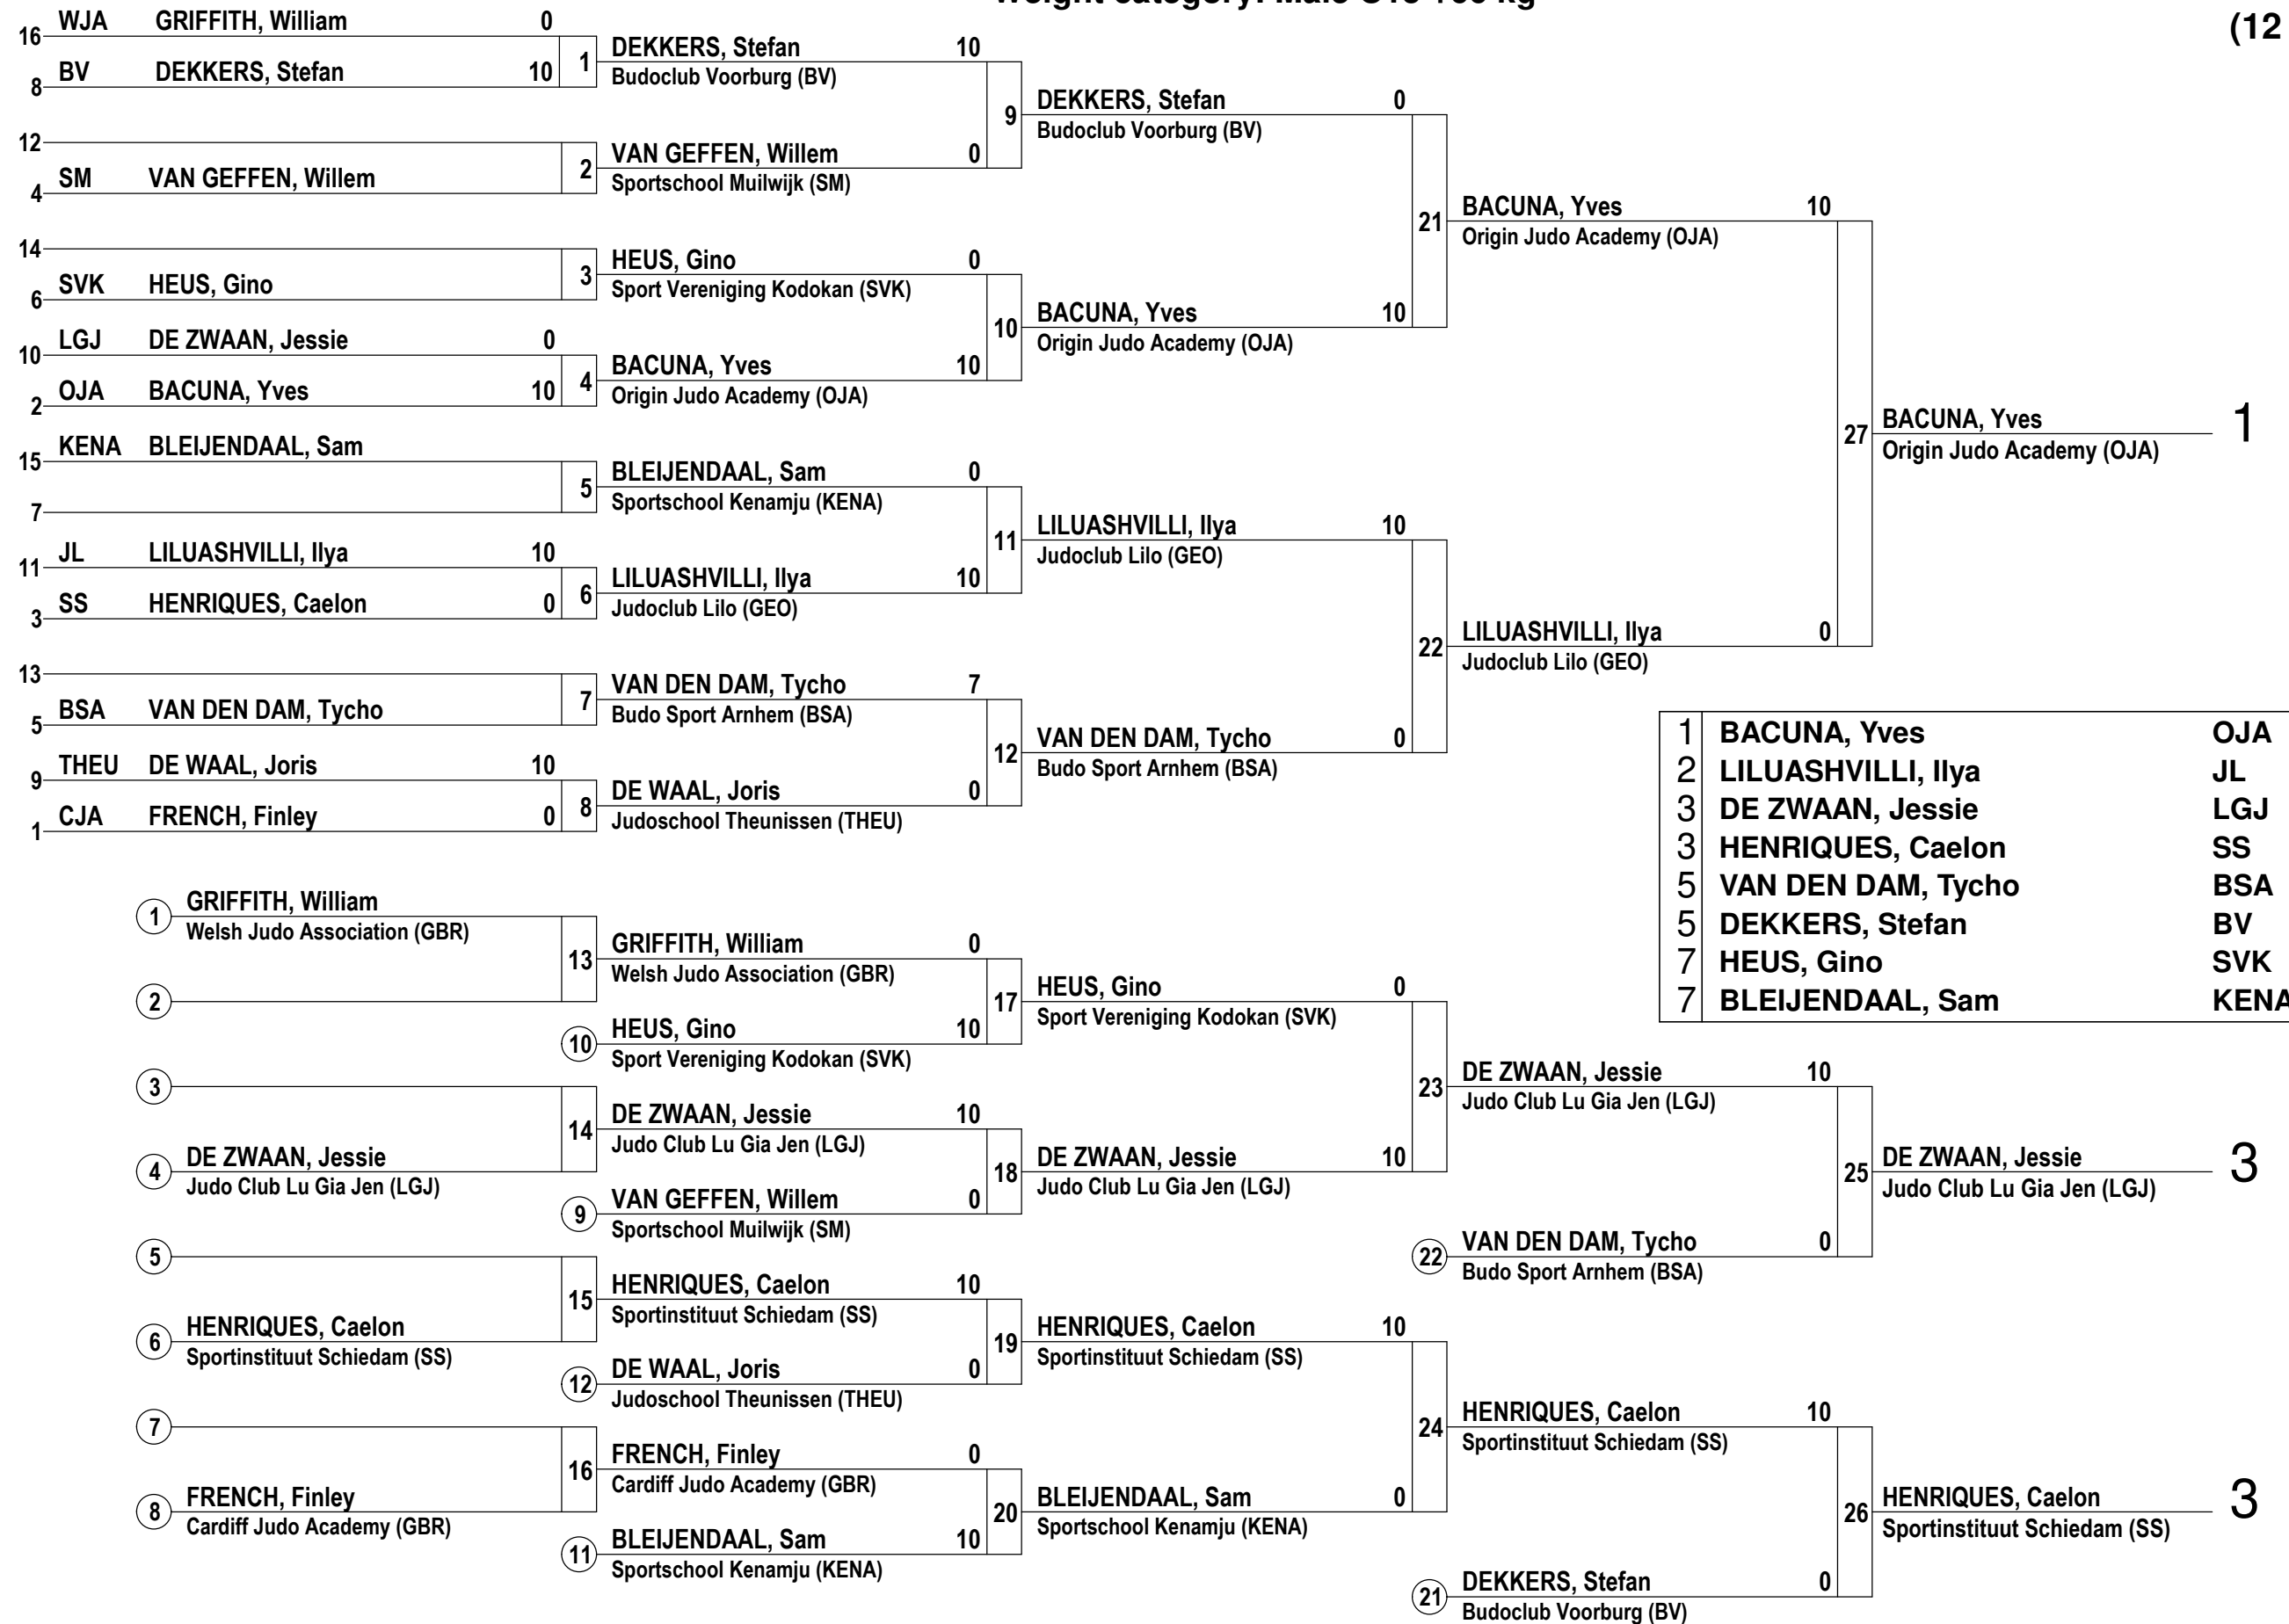 (12
16 WJA GRIFFITH, William 0
8 BV DEKKERS, Stefan 10
1 DEKKERS, Stefan 10
Budoclub Voorburg (BV)
12
4 SM VAN GEFFEN, Willem
2 VAN GEFFEN, Willem 0
Sportschool Muilwijk (SM)
9 DEKKERS, Stefan 0
Budoclub Voorburg (BV)
14
6 SVK HEUS, Gino
3 HEUS, Gino 0
Sport Vereniging Kodokan (SVK)
10 LGJ DE ZWAAN, Jessie 0
2 OJA BACUNA, Yves 10
4 BACUNA, Yves 10
Origin Judo Academy (OJA)
10 BACUNA, Yves 10
Origin Judo Academy (OJA)
21 BACUNA, Yves 10
Origin Judo Academy (OJA)
15 KENA BLEIJENDAAL, Sam
7
5 BLEIJENDAAL, Sam 0
Sportschool Kenamju (KENA)
11 JL LILUASHVILLI, Ilya 10
3 SS HENRIQUES, Caelon 0
6 LILUASHVILLI, Ilya 10
Judoclub Lilo (GEO)
11 LILUASHVILLI, Ilya 10
Judoclub Lilo (GEO)
13
5 BSA VAN DEN DAM, Tycho
7 VAN DEN DAM, Tycho 7
Budo Sport Arnhem (BSA)
9 THEU DE WAAL, Joris 10
1 CJA FRENCH, Finley 0
8 DE WAAL, Joris 0
Judoschool Theunissen (THEU)
12 VAN DEN DAM, Tycho 0
Budo Sport Arnhem (BSA)
22 LILUASHVILLI, Ilya 0
Judoclub Lilo (GEO)
27 BACUNA, Yves 1
Origin Judo Academy (OJA)
1 BACUNA, Yves OJA
2 LILUASHVILLI, Ilya JL
3 DE ZWAAN, Jessie LGJ
3 HENRIQUES, Caelon SS
5 VAN DEN DAM, Tycho BSA
5 DEKKERS, Stefan BV
7 HEUS, Gino SVK
7 BLEIJENDAAL, Sam KENA
1 GRIFFITH, William
Welsh Judo Association (GBR)
2
13 GRIFFITH, William 0
Welsh Judo Association (GBR)
10 HEUS, Gino 10
Sport Vereniging Kodokan (SVK)
17 HEUS, Gino 0
Sport Vereniging Kodokan (SVK)
3
4 DE ZWAAN, Jessie
Judo Club Lu Gia Jen (LGJ)
14 DE ZWAAN, Jessie 10
Judo Club Lu Gia Jen (LGJ)
9 VAN GEFFEN, Willem 0
Sportschool Muilwijk (SM)
18 DE ZWAAN, Jessie 10
Judo Club Lu Gia Jen (LGJ)
23 DE ZWAAN, Jessie 10
Judo Club Lu Gia Jen (LGJ)
22 VAN DEN DAM, Tycho 0
Budo Sport Arnhem (BSA)
25 DE ZWAAN, Jessie 3
Judo Club Lu Gia Jen (LGJ)
5
6 HENRIQUES, Caelon
Sportinstituut Schiedam (SS)
15 HENRIQUES, Caelon 10
Sportinstituut Schiedam (SS)
12 DE WAAL, Joris 0
Judoschool Theunissen (THEU)
19 HENRIQUES, Caelon 10
Sportinstituut Schiedam (SS)
7
8 FRENCH, Finley
Cardiff Judo Academy (GBR)
16 FRENCH, Finley 0
Cardiff Judo Academy (GBR)
11 BLEIJENDAAL, Sam 10
Sportschool Kenamju (KENA)
20 BLEIJENDAAL, Sam 0
Sportschool Kenamju (KENA)
24 HENRIQUES, Caelon 10
Sportinstituut Schiedam (SS)
21 DEKKERS, Stefan 0
Budoclub Voorburg (BV)
26 HENRIQUES, Caelon 3
Sportinstituut Schiedam (SS)